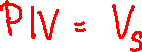 PIV = Vs